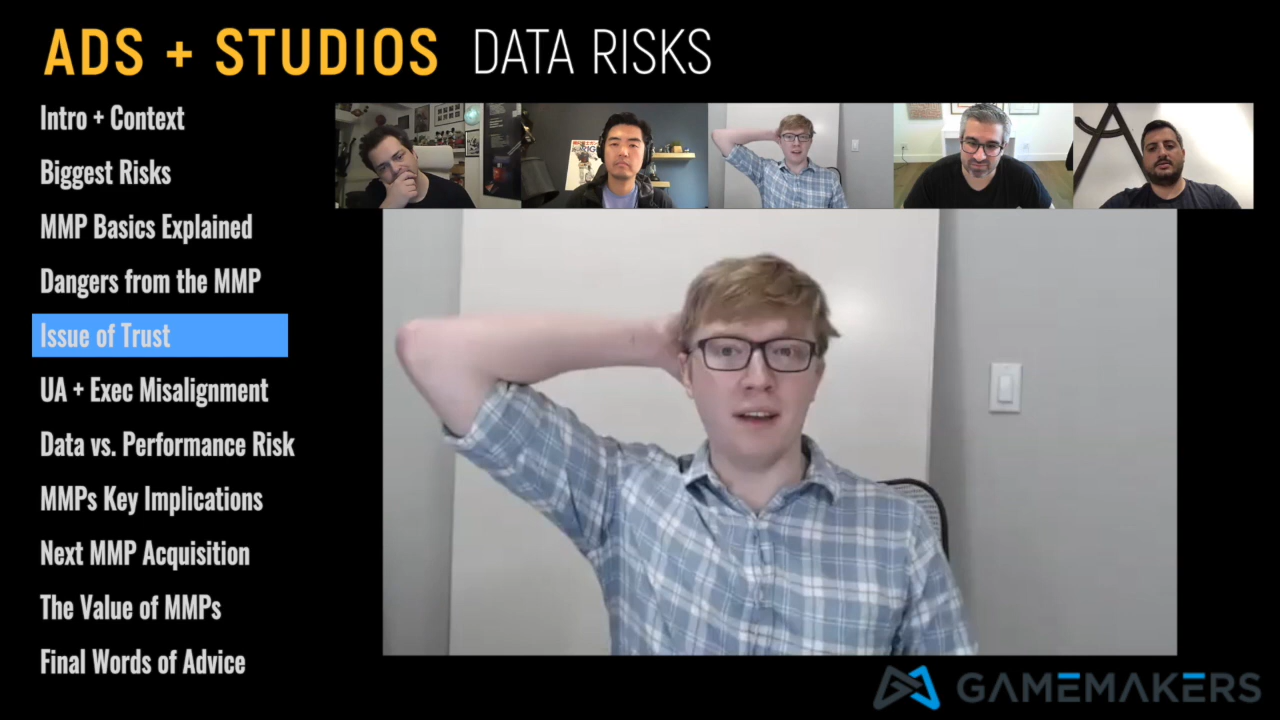 ADS + STUDIOS DATA RISKS
Intro + Context
Biggest Risks
MMP Basics Explained
Dangers from the MMP
Issue of Trust
UA + Exec Misalignment
Data vs. Performance Risk
MMPs Key Implications
Next MMP Acquisition
The Value of MMPs
Final Words of Advice
GAMEMAKERS